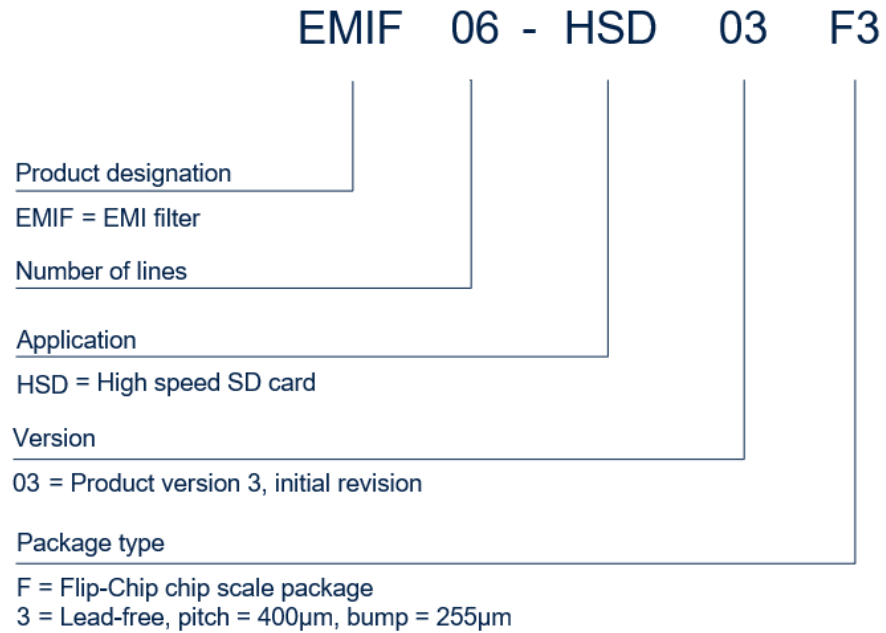 EMIF 06 - HSD 03 F3
Product designation
EMIF = EMI filter
Number of lines
Application
HSD = High speed SD card
Version
03 = Product version 3, initial revision
Package type
F = Flip-Chip chip scale package
3 = Lead-free, pitch = 400µm, bump = 255µm